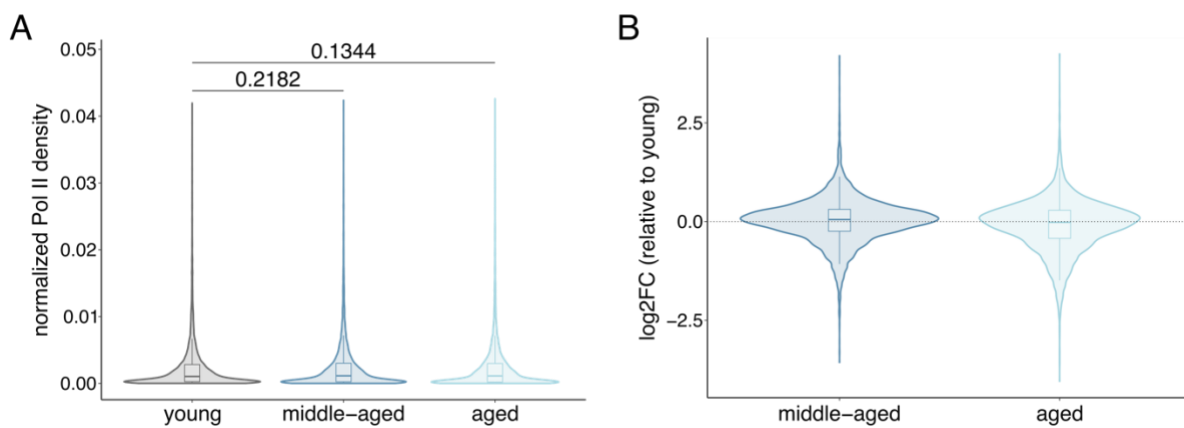 A
normalized Pol II density
0.05
0.04
0.03
0.02
0.01
0.00
0.1344
0.2182
young
middle-aged
aged
B
log2FC (relative to young)
2.5
0.0
−2.5
middle-aged
aged